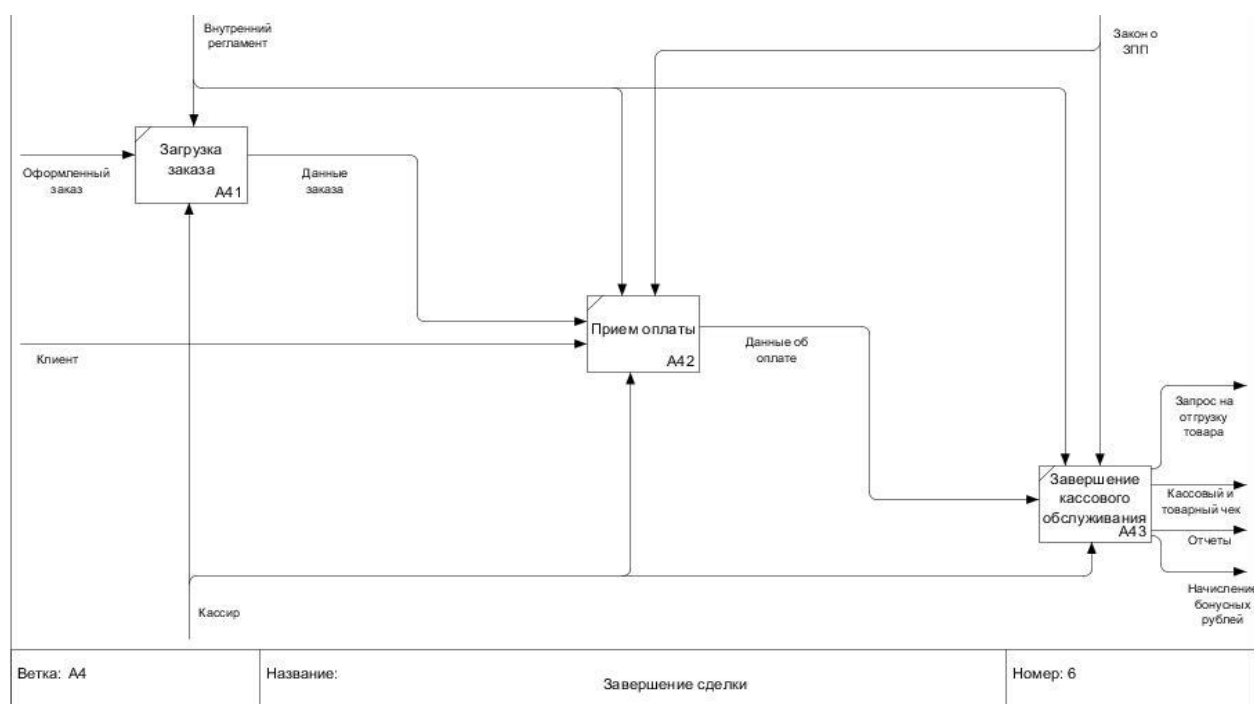 Внутренний
регламент
Закон о
ЗПП
Загрузка
заказа
A41
Оформленный
заказ
Данные
заказа
Прием оплаты
A42
Клиент
Данные об
оплате
Запрос на
отгрузку
товара
Завершение
кассового
обслуживания
A43
Кассовый и
товарный чек
Отчеты
Начисление
бонусных
рублей
Кассир
Ветка: A4
Название:
Завершение сделки
Номер: 6